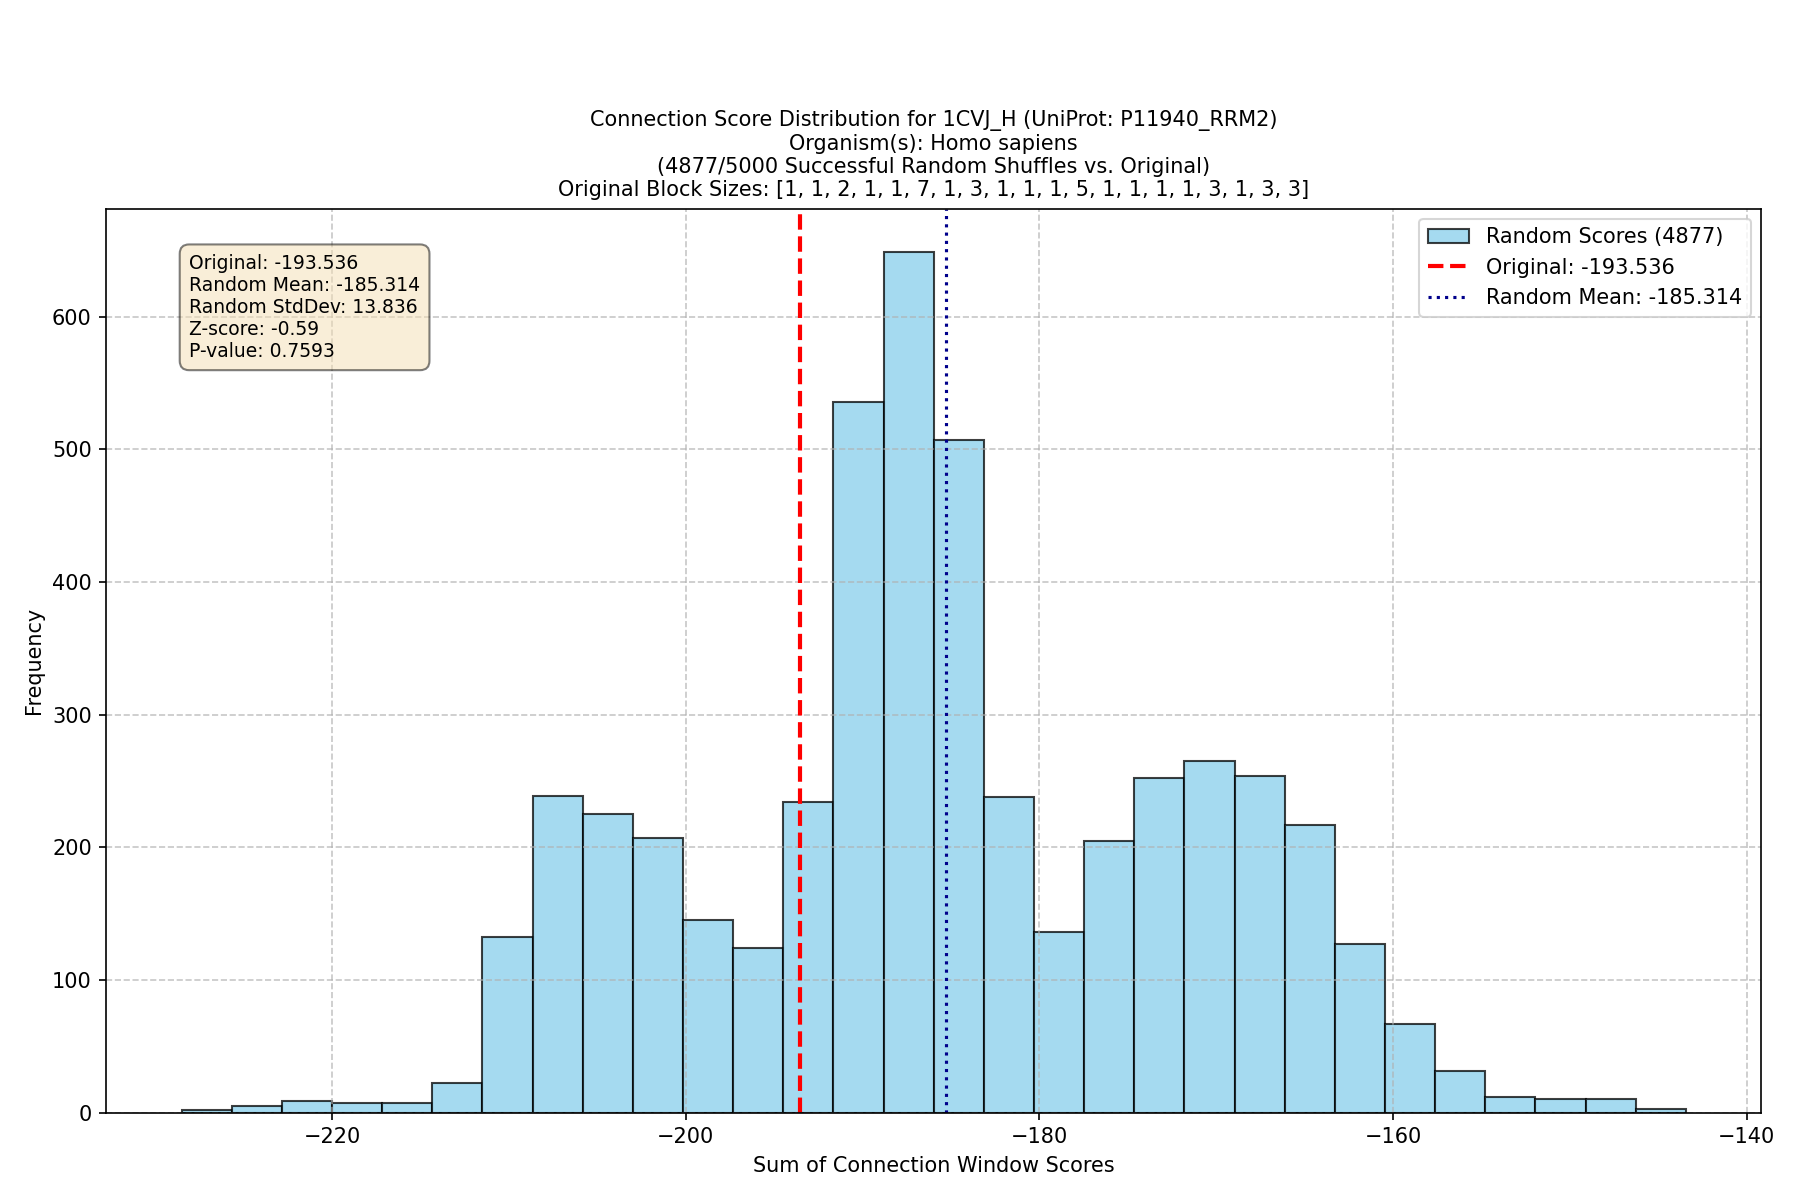 Connection Score Distribution for 1CVJ_H (UniProt: P11940_RRM2)
Organism(s): Homo sapiens
(4877/5000 Successful Random Shuffles vs. Original)
Original Block Sizes: [1, 1, 2, 1, 1, 7, 1, 3, 1, 1, 1, 5, 1, 1, 1, 1, 3, 1, 3, 3]
Original: -193.536
Random Mean: -185.314
Random StdDev: 13.836
Z-score: -0.59
P-value: 0.7593
Random Scores (4877)
Original: -193.536
Random Mean: -185.314
Frequency
600
500
400
300
200
100
0
−220
−200
−180
−160
−140
Sum of Connection Window Scores